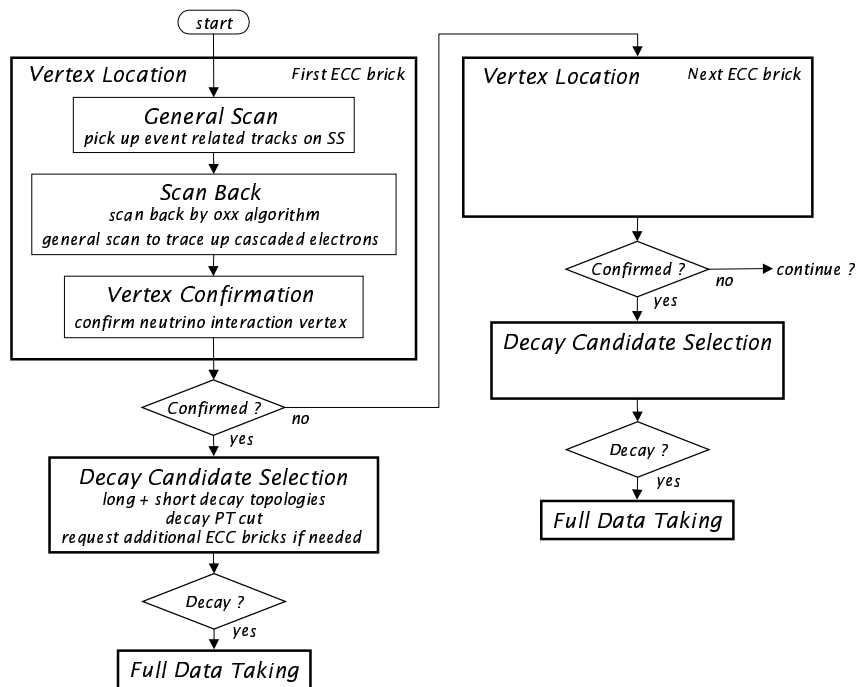 start
Vertex Location
First ECC brick
General Scan
pick up event related tracks on SS
Scan Back
scan back by oxx algorithm
general scan to trace up cascaded electrons
Vertex Confirmation
confirm neutrino interaction vertex
Confirmed ?
no
yes
Decay Candidate Selection
long + short decay topologies
decay PT cut
request additional ECC bricks if needed
Decay ?
yes
Full Data Taking
Vertex Location
Next ECC brick
Confirmed ?
no
continue ?
yes
Decay Candidate Selection
Decay ?
yes
Full Data Taking